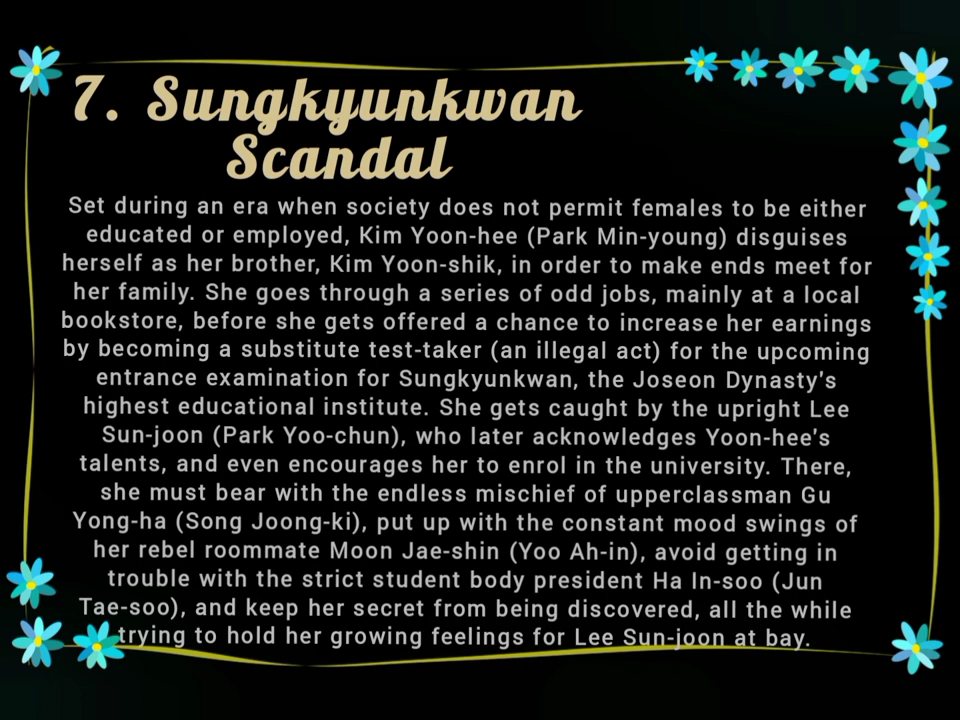 7. Sungkyunkwan
Scandal
Set during an era when society does not permit females to be either
educated or employed, Kim Yoon-hee (Park Min-young) disguises
herself as her brother, Kim Yoon-shik, in order to make ends meet for
her family. She goes through a series of odd jobs, mainly at a local
bookstore, before she gets offered a chance to increase her earnings
by becoming a substitute test-taker (an illegal act) for the upcoming
entrance examination for Sungkyunkwan, the Joseon Dynasty's
highest educational institute. She gets caught by the upright Lee
Sun-joon (Park Yoo-chun), who later acknowledges Yoon-hee's
talents, and even encourages her to enrol in the university. There,
she must bear with the endless mischief of upperclassman Gu
Yong-ha (Song Joong-ki), put up with the constant mood swings of
her rebel roommate Moon Jae-shin (Yoo Ah-in), avoid getting in
trouble with the strict student body president Ha In-soo (Jun
Tae-soo), and keep her secret from being discovered, all the while
trying to hold her growing feelings for Lee Sun-joon at bay.